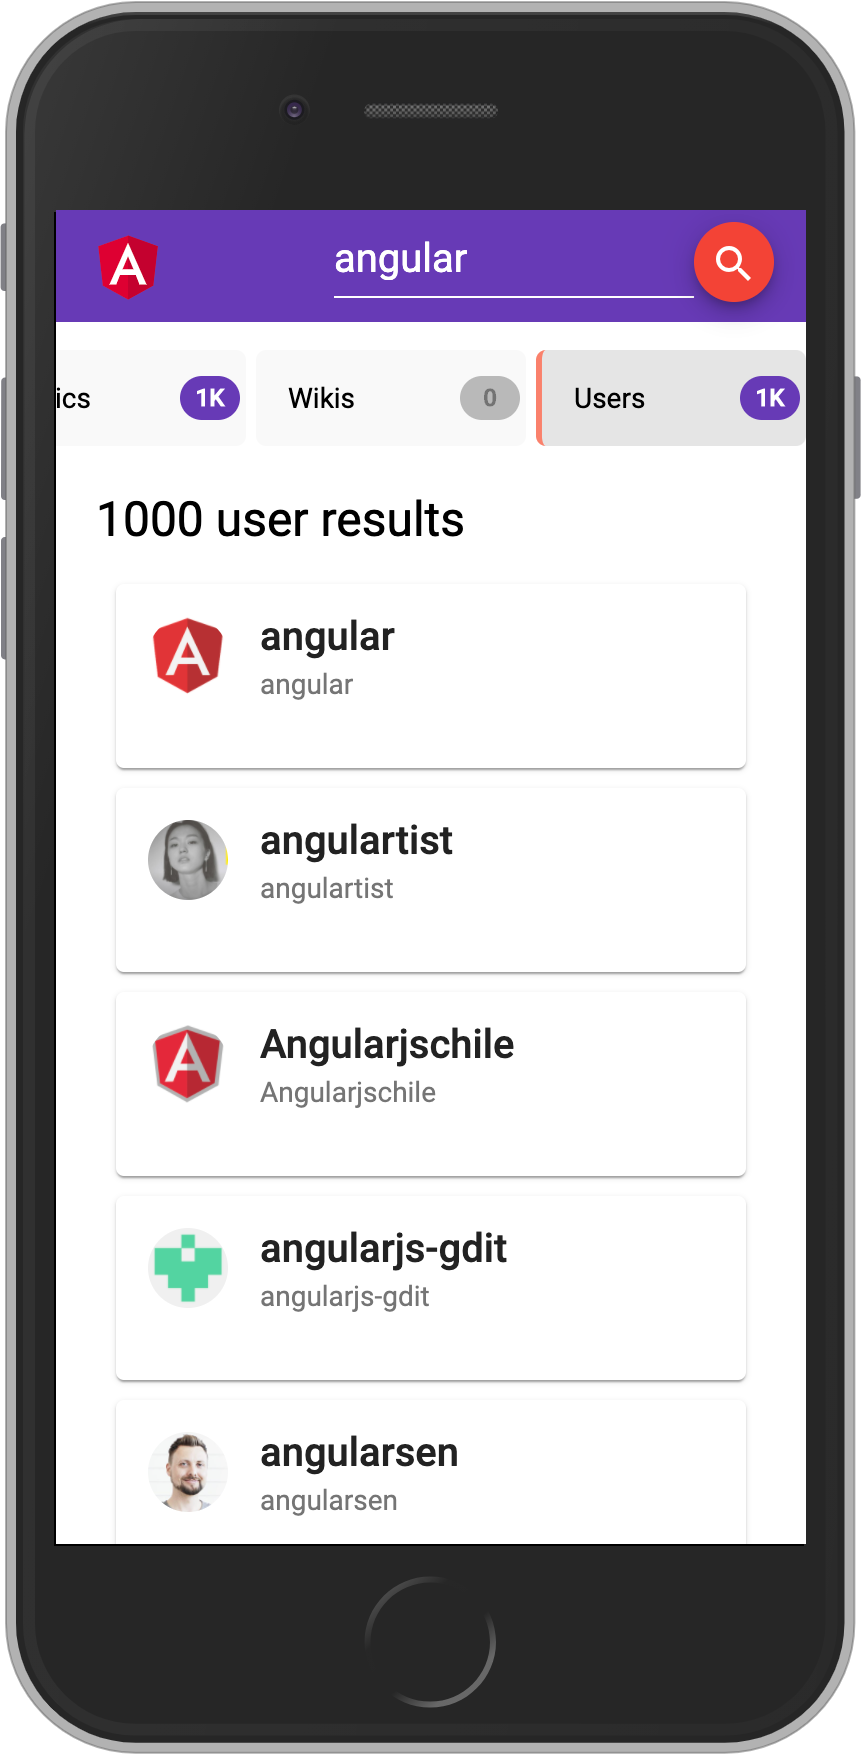 angular
ics 1K Wikis 0 Users 1K
1000 user results
angular
angular
angulartist
angulartist
Angularjschile
Angularjschile
angularjs-gdit
angularjs-gdit
angularsen
angularsen